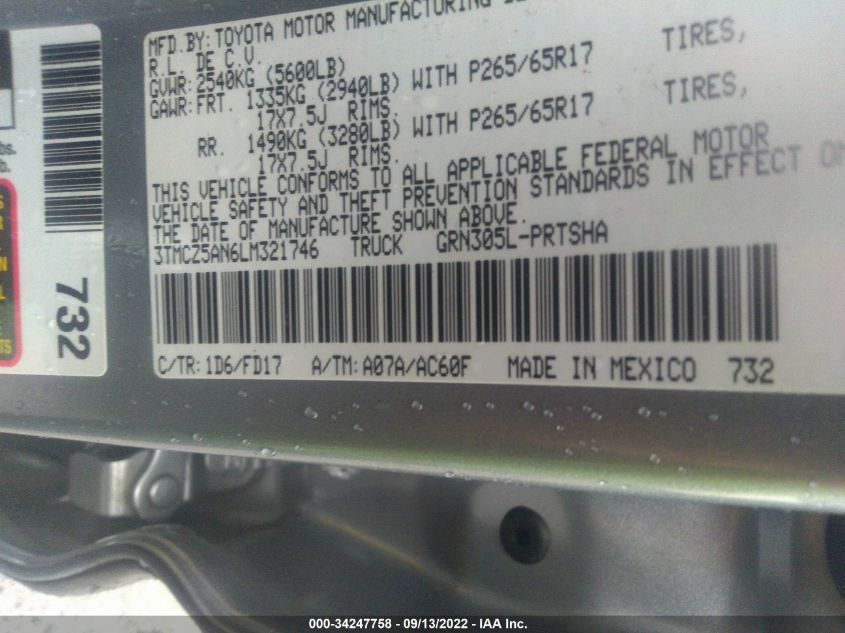 MFD.BY:TOYOTA MOTOR MANUFACTURING
R.L. DE C.V.
GVWR: 2540KG (5600LB)
GAWR: FRT. 1335KG (2940LB) WITH P265/65R17 TIRES,
17X7.5J RIMS.
RR. 1490KG (3280LB) WITH P265/65R17 TIRES,
17X7.5J RIMS.
THIS VEHICLE CONFORMS TO ALL APPLICABLE FEDERAL MOTOR
VEHICLE SAFETY AND THEFT PREVENTION STANDARDS IN EFFECT ON
THE DATE OF MANUFACTURE SHOWN ABOVE.
3TMCZ5AN6LM321746 TRUCK GRN305L-PRTSHA
C/TR: 1D6/FD17 A/TM: A07A/AC60F MADE IN MEXICO 732
732
000-34247758 - 09/13/2022 - IAA Inc.